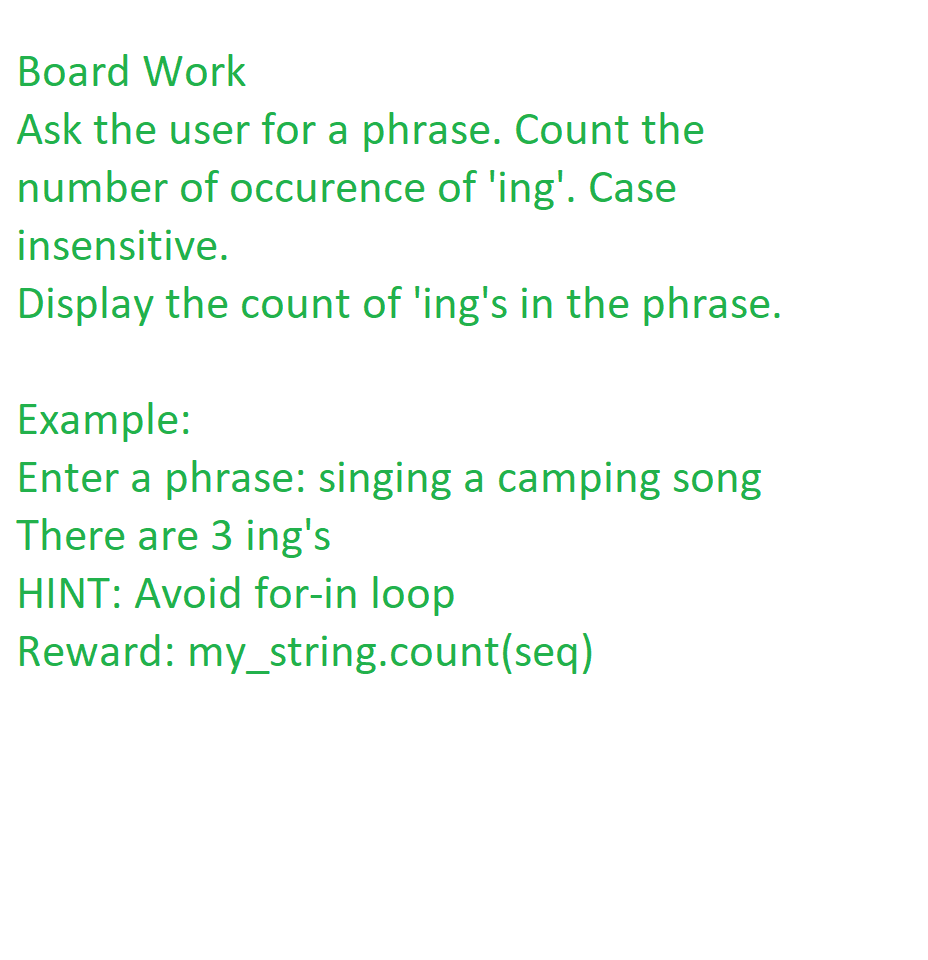 Board Work
Ask the user for a phrase. Count the
number of occurence of 'ing'. Case
insensitive.
Display the count of 'ing's in the phrase.
Example:
Enter a phrase: singing a camping song
There are 3 ing's
HINT: Avoid for-in loop
Reward: my_string.count(seq)